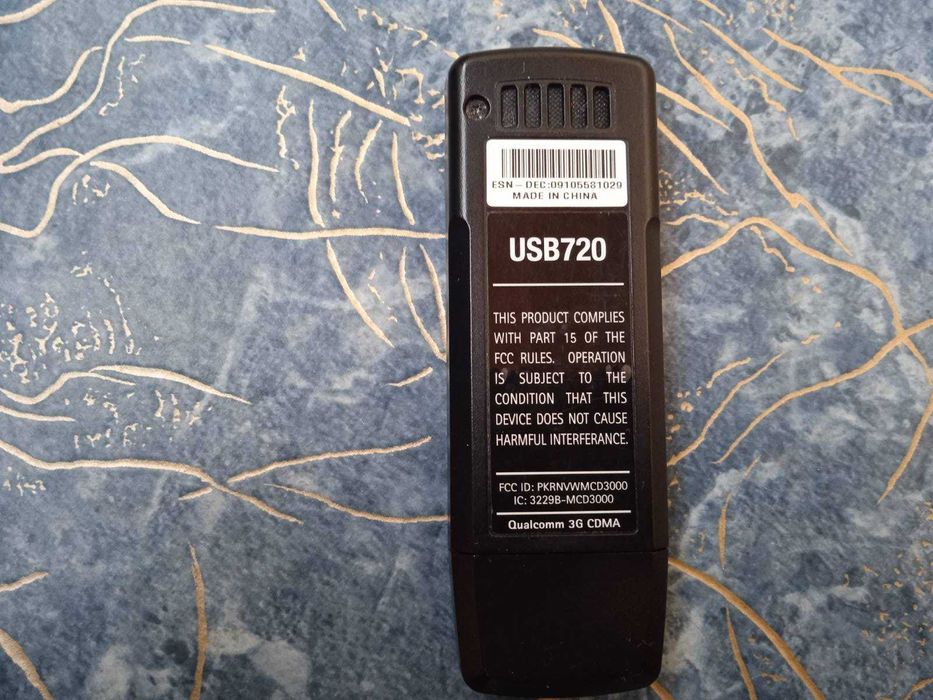 ESN - DEC:09105581029
MADE IN CHINA
USB720
THIS PRODUCT COMPLIES
WITH PART 15 OF THE
FCC RULES. OPERATION
IS SUBJECT TO THE
CONDITION THAT THIS
DEVICE DOES NOT CAUSE
HARMFUL INTERFERANCE.
FCC ID: PKRNVWMCD3000
IC: 3229B-MCD3000
Qualcomm 3G CDMA